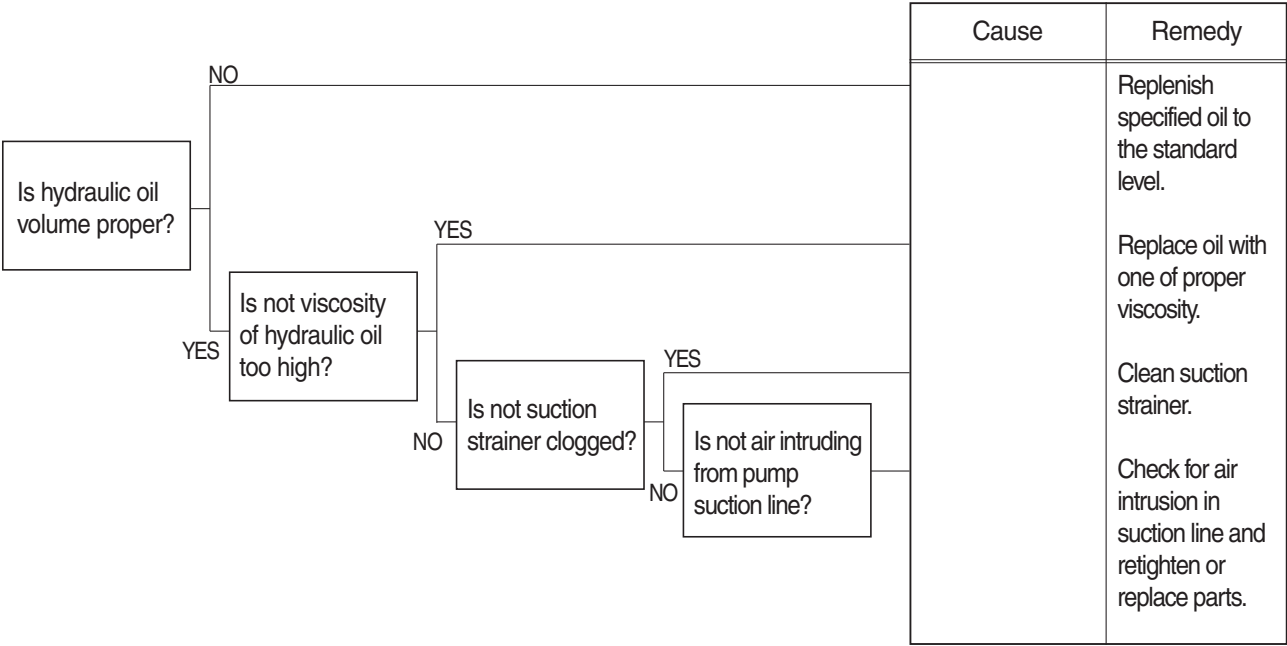 Cause
Remedy
NO
Is hydraulic oil
volume proper?
YES
Is not viscosity
of hydraulic oil
too high?
YES
NO
Is not suction
strainer clogged?
YES
NO
Is not air intruding
from pump
suction line?
Replenish
specified oil to
the standard
level.
Replace oil with
one of proper
viscosity.
Clean suction
strainer.
Check for air
intrusion in
suction line and
retighten or
replace parts.